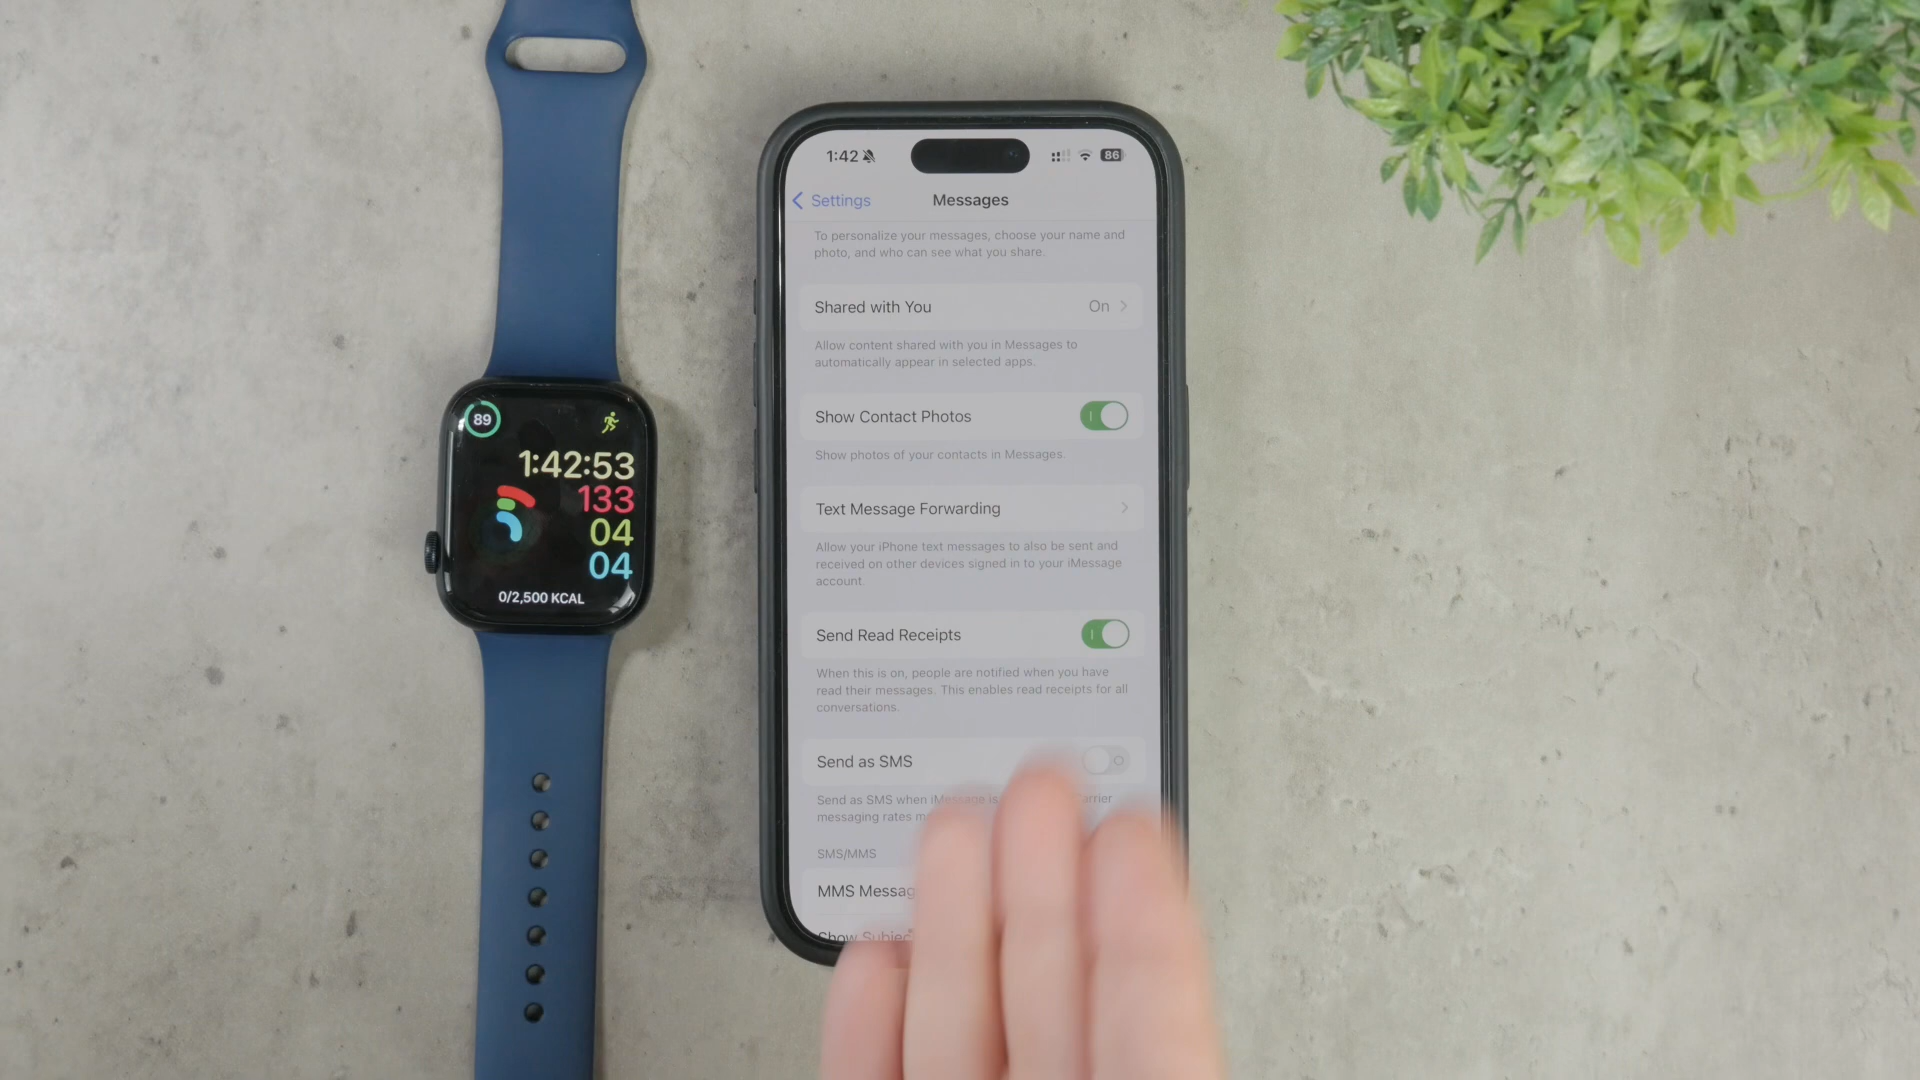 89
1:42:53
133
04
04
0/2,500 KCAL
1:42
86
Settings
Messages
To personalize your messages, choose your name and
photo, and who can see what you share.
Shared with You On
Allow content shared with you in Messages to
automatically appear in selected apps.
Show Contact Photos
Show photos of your contacts in Messages.
Text Message Forwarding
Allow your iPhone text messages to also be sent and
received on other devices signed in to your iMessage
account.
Send Read Receipts
When this is on, people are notified when you have
read their messages. This enables read receipts for all
conversations.
Send as SMS
Send as SMS when iMessage is
messaging rates
SMS/MMS
MMS
Show